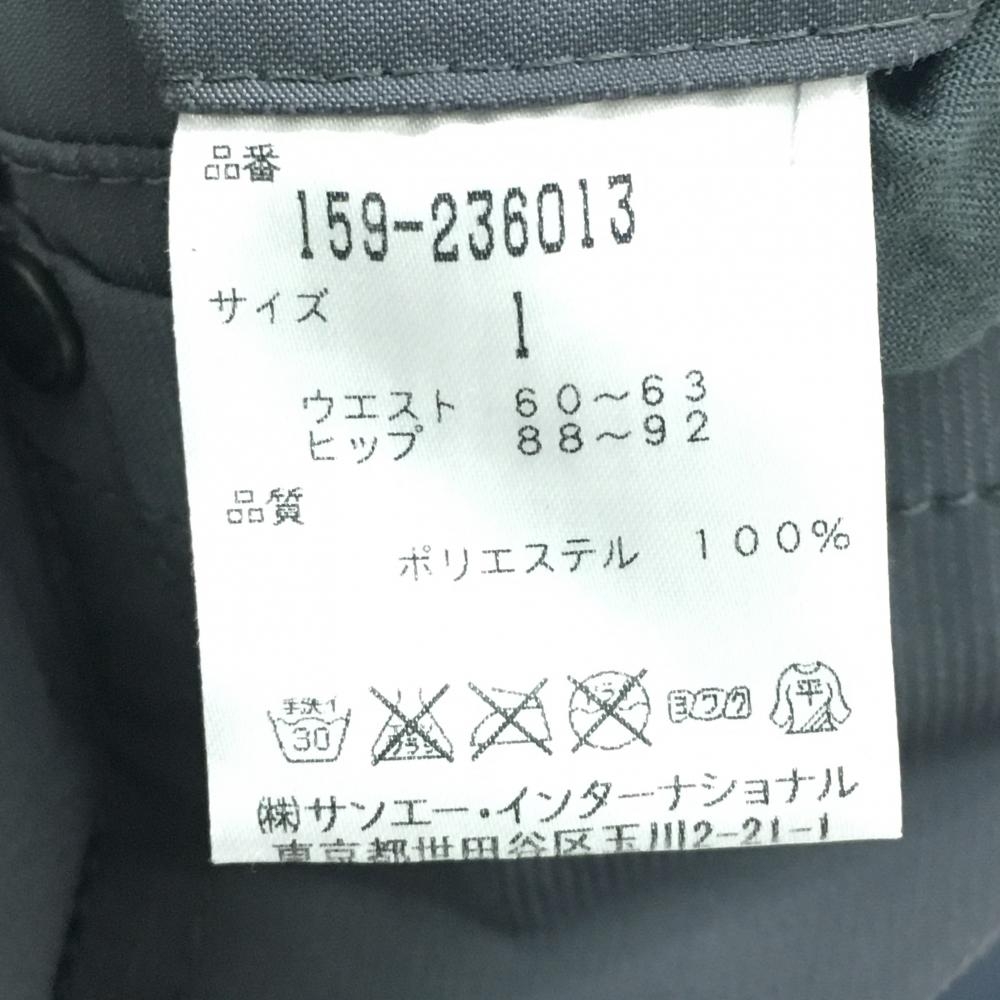 品番
159-236013
サイズ 1
ウエスト 60～63
ヒップ 88～92
品質
ポリエステル 100%
手洗イ 30 ヨワク 平
㈱サンエー・インターナショナル
東京都世田谷区玉川2-21-1